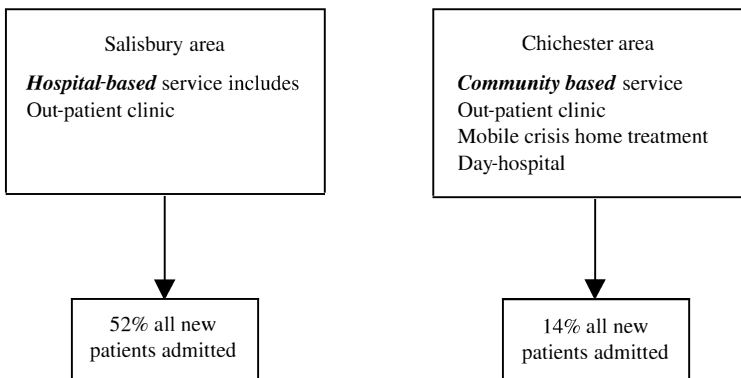 Salisbury area
Hospital-based service includes
Out-patient clinic
52% all new
patients admitted
Chichester area
Community based service
Out-patient clinic
Mobile crisis home treatment
Day-hospital
14% all new
patients admitted